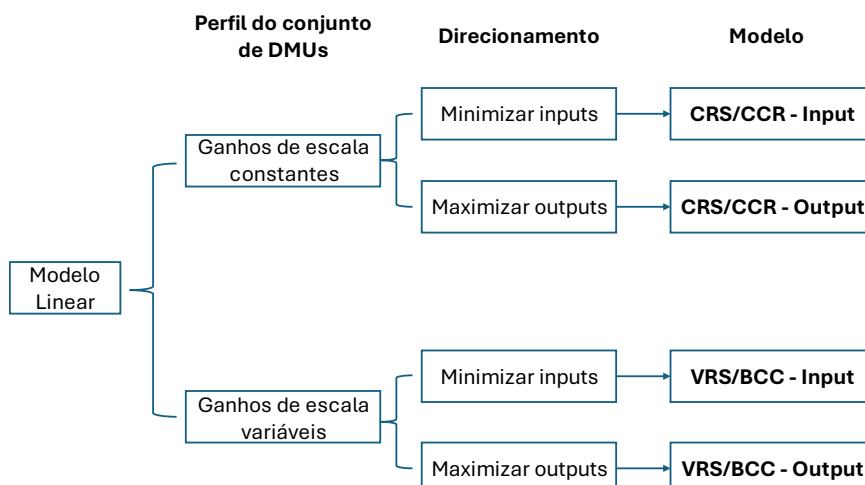 Perfil do conjunto
de DMUs
Direcionamento
Modelo
Minimizar inputs
CRS/CCR - Input
Ganhos de escala
constantes
Maximizar outputs
CRS/CCR - Output
Modelo
Linear
Minimizar inputs
VRS/BCC - Input
Ganhos de escala
variáveis
Maximizar outputs
VRS/BCC - Output